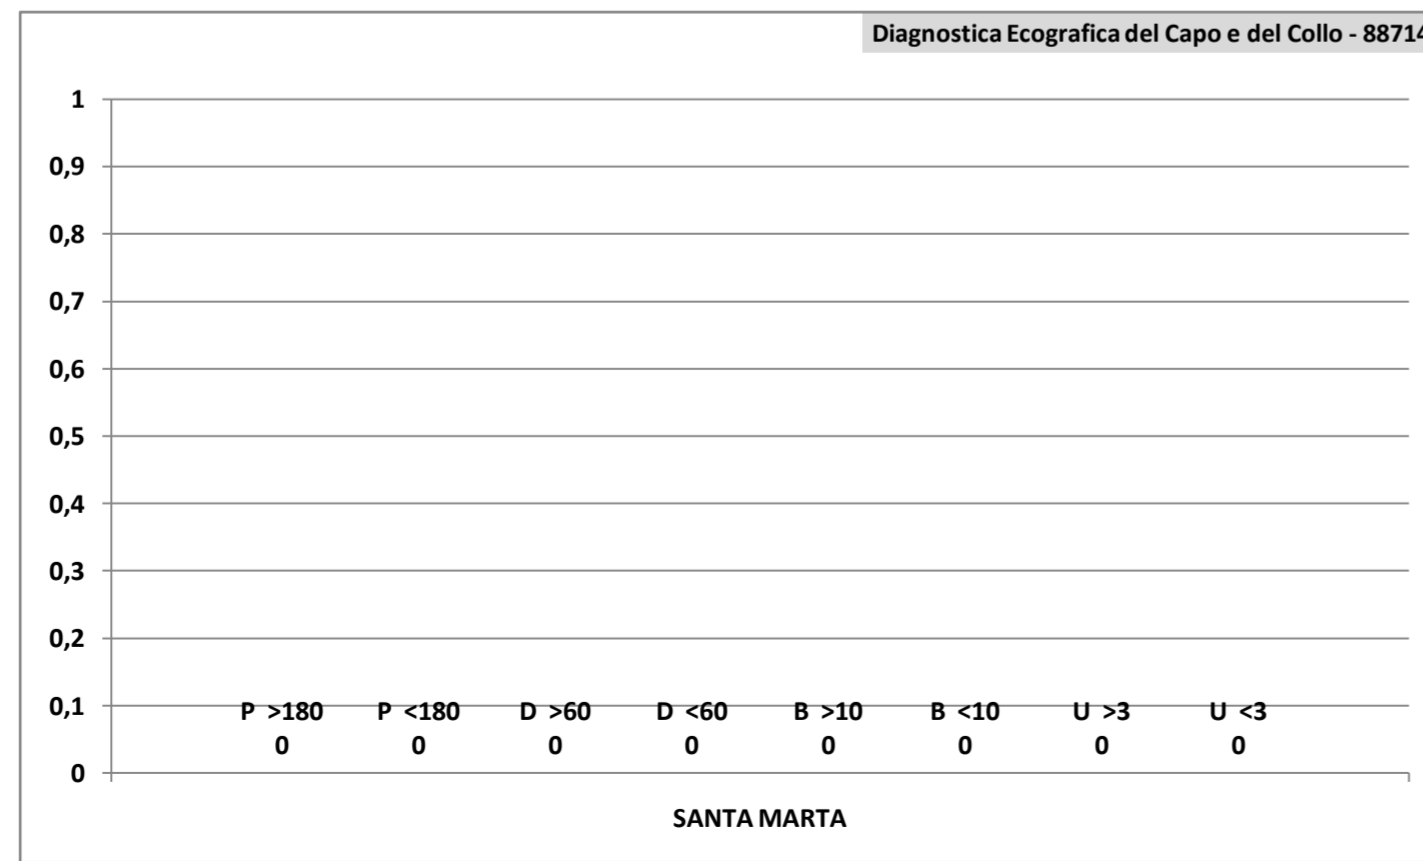 Diagnostica Ecografica del Capo e del Collo - 88714
1
0,9
0,8
0,7
0,6
0,5
0,4
0,3
0,2
0,1
P >180 P <180 D >60 D <60 B >10 B <10 U >3 U <3
0 0 0 0 0 0 0 0
0
SANTA MARTA